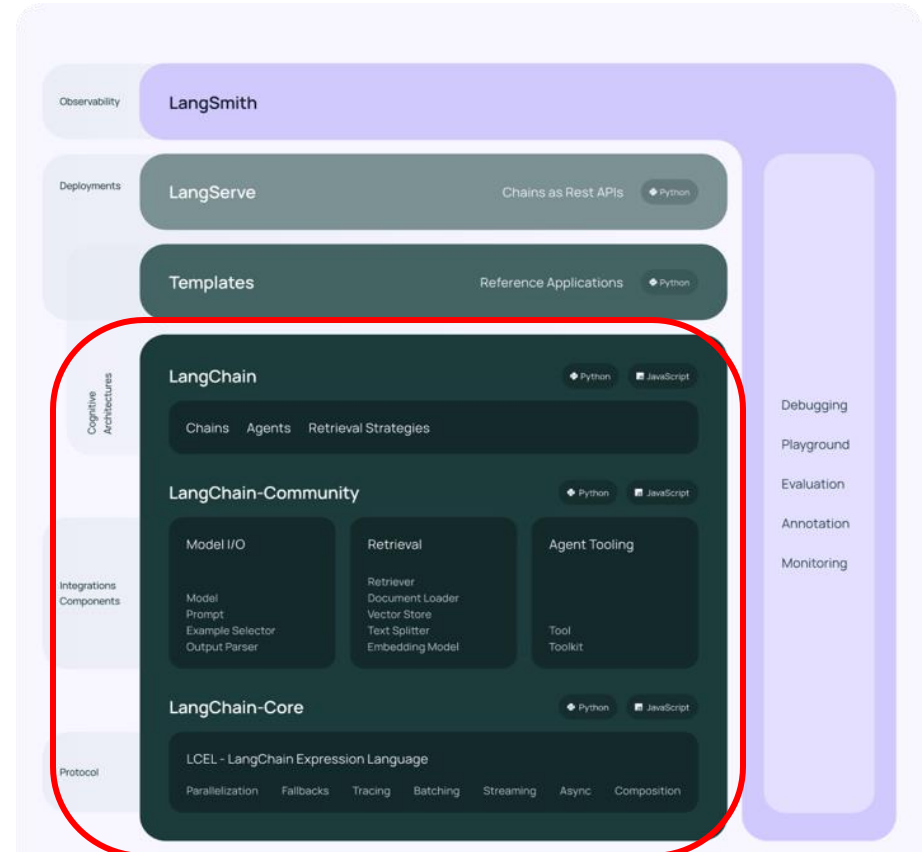 Observability
LangSmith
Deployments
LangServe
Chains as Rest APIs
Python
Templates
Reference Applications
Python
Cognitive
Architectures
LangChain
Python
JavaScript
Chains Agents Retrieval Strategies
LangChain-Community
Python
JavaScript
Integrations
Components
Model I/O
Model
Prompt
Example Selector
Output Parser
Retrieval
Retriever
Document Loader
Vector Store
Text Splitter
Embedding Model
Agent Tooling
Tool
Toolkit
LangChain-Core
Python
JavaScript
Protocol
LCEL - LangChain Expression Language
Parallelization Fallbacks Tracing Batching Streaming Async Composition
Debugging
Playground
Evaluation
Annotation
Monitoring